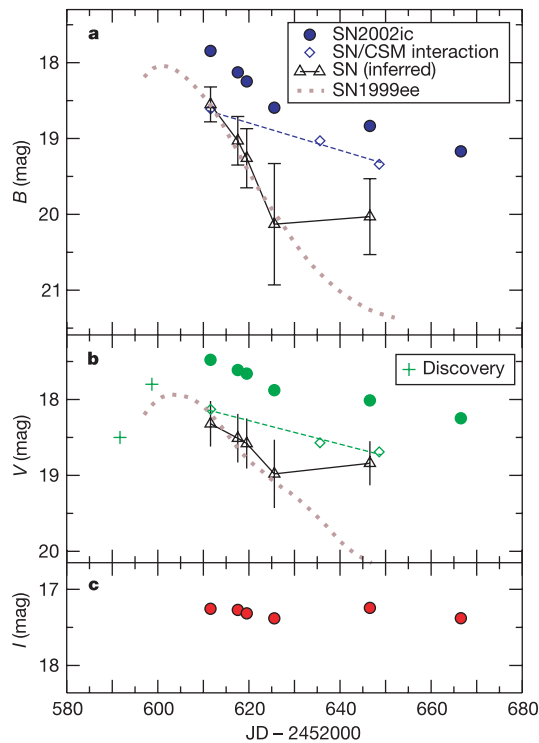 a
SN2002ic
SN/CSM interaction
SN (inferred)
SN1999ee
18
19
20
21
B (mag)
b
Discovery
18
19
20
V (mag)
c
17
18
I (mag)
580 600 620 640 660 680
JD – 2452000